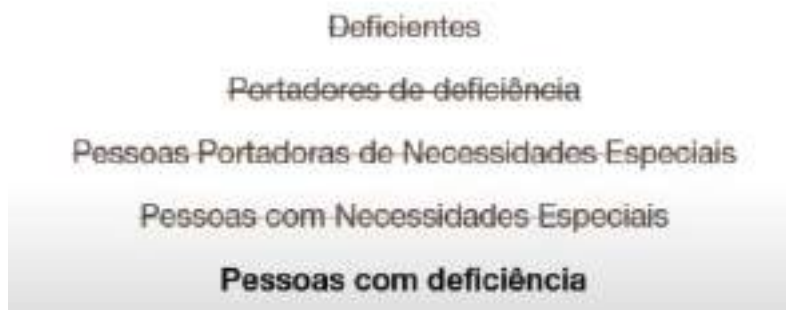 Deficientes
Portadores de deficiência
Pessoas Portadoras de Necessidades Especiais
Pessoas com Necessidades Especiais
Pessoas com deficiência